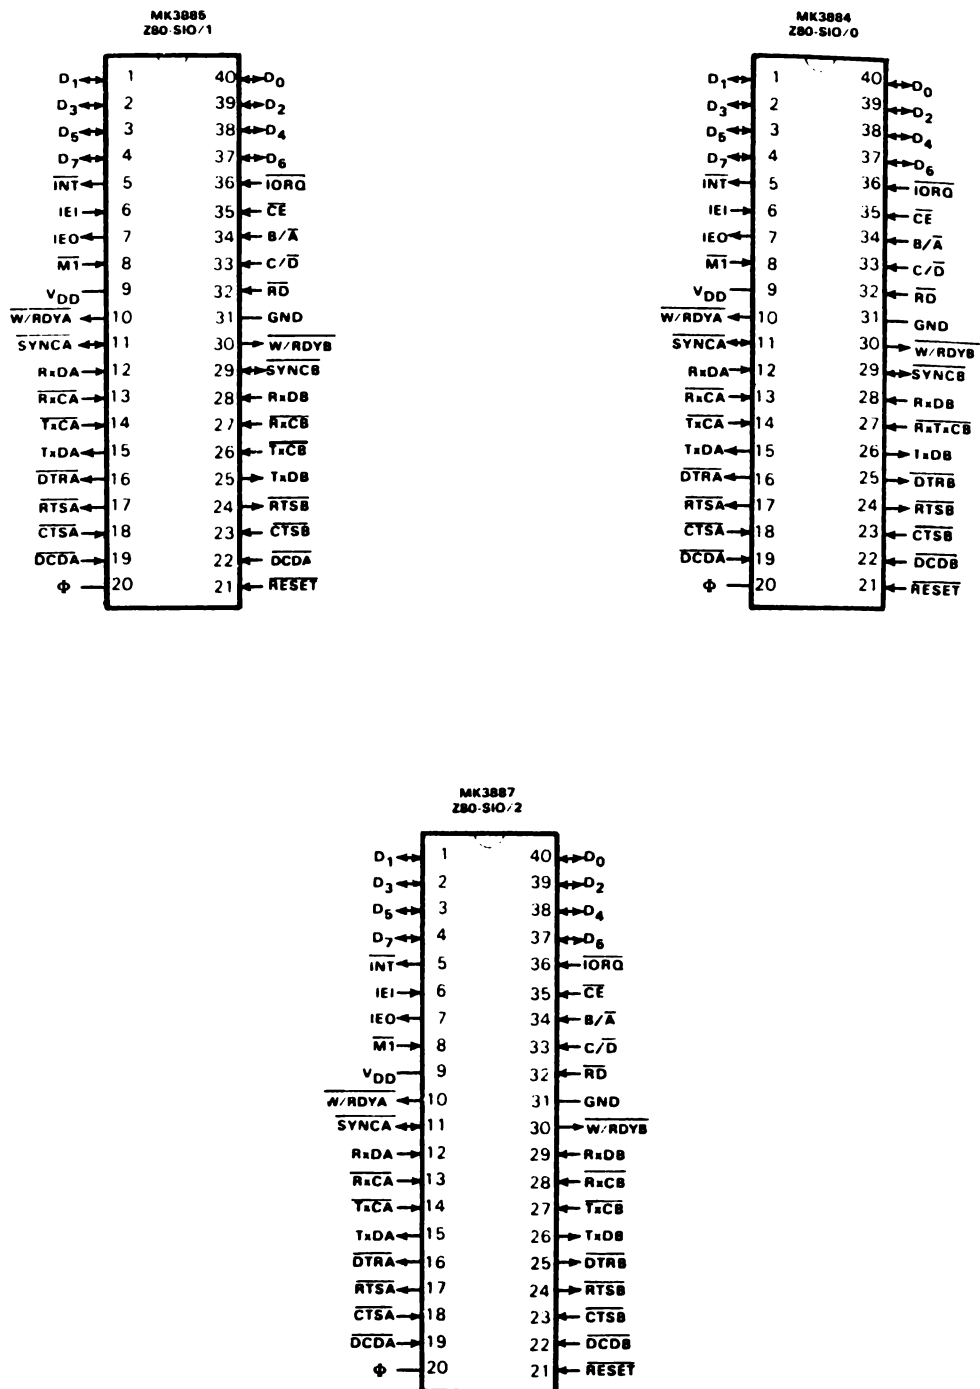 MK3885
Z80-SIO/1
D1 1 40 D0
D3 2 39 D2
D5 3 38 D4
D7 4 37 D6
INT 5 36 IORQ
IEI 6 35 CE
IEO 7 34 B/A
M1 8 33 C/D
VDD 9 32 RD
W/RDYA 10 31 GND
SYNCA 11 30 W/RDYB
RxDA 12 29 SYNCB
RxCA 13 28 RxDB
TxCA 14 27 RxCB
TxDA 15 26 TxCB
DTRA 16 25 TxDB
RTSA 17 24 RTSB
CTSA 18 23 CTSB
DCDA 19 22 DCDA
Φ 20 21 RESET
MK3884
Z80-SIO/0
D1 1 40 D0
D3 2 39 D2
D5 3 38 D4
D7 4 37 D6
INT 5 36 IORQ
IEI 6 35 CE
IEO 7 34 B/A
M1 8 33 C/D
VDD 9 32 RD
W/RDYA 10 31 GND
SYNCA 11 30 W/RDYB
RxDA 12 29 SYNCB
RxCA 13 28 RxDB
TxCA 14 27 RxTxCB
TxDA 15 26 TxDB
DTRA 16 25 DTRB
RTSA 17 24 RTSB
CTSA 18 23 CTSB
DCDA 19 22 DCDB
Φ 20 21 RESET
MK3887
Z80-SIO/2
D1 1 40 D0
D3 2 39 D2
D5 3 38 D4
D7 4 37 D6
INT 5 36 IORQ
IEI 6 35 CE
IEO 7 34 B/A
M1 8 33 C/D
VDD 9 32 RD
W/RDYA 10 31 GND
SYNCA 11 30 W/RDYB
RxDA 12 29 RxDB
RxCA 13 28 RxCB
TxCA 14 27 TxCB
TxDA 15 26 TxDB
DTRA 16 25 DTRB
RTSA 17 24 RTSB
CTSA 18 23 CTSB
DCDA 19 22 DCDB
Φ 20 21 RESET